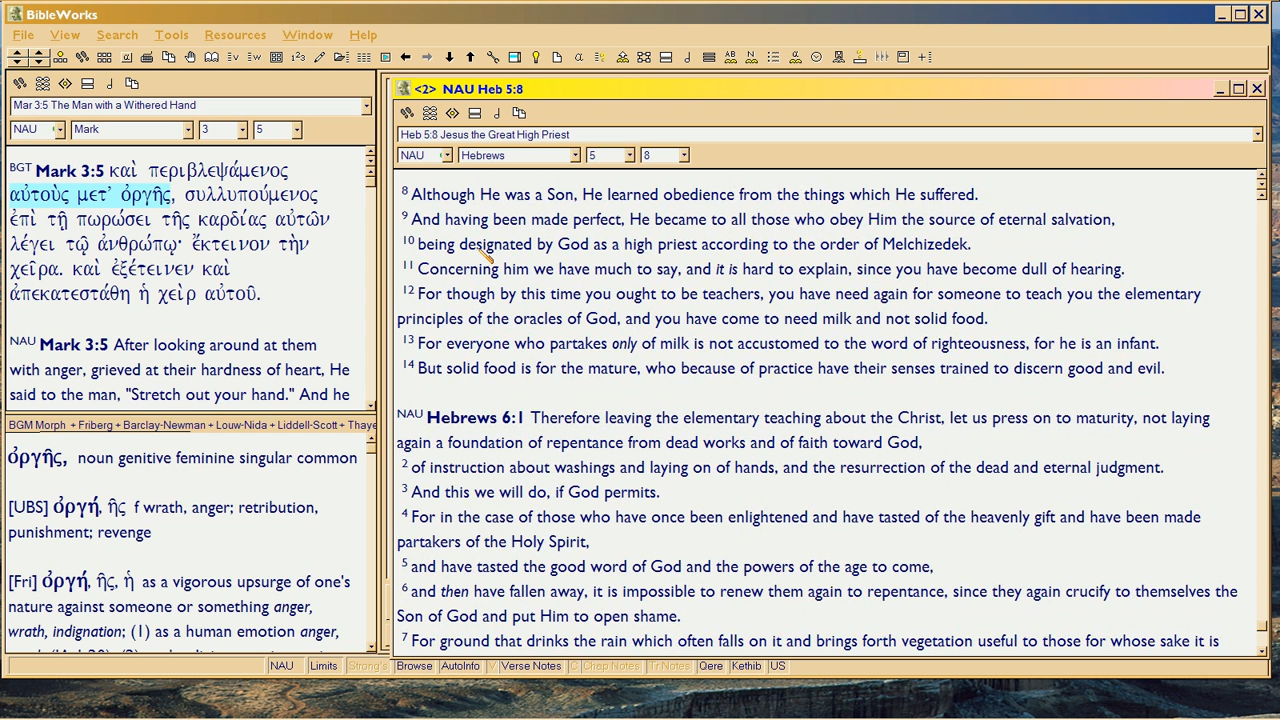 BibleWorks
File View Search Tools Resources Window Help
Mar 3:5 The Man with a Withered Hand
NAU Mark 3 5
BGT Mark 3:5 καὶ περιβλεψάμενος
αὐτοὺς μετ᾽ ὀργῆς, συλλυπούμενος
ἐπὶ τῇ πωρώσει τῆς καρδίας αὐτῶν
λέγει τῷ ἀνθρώπῳ· ἔκτεινον τὴν
χεῖρα. καὶ ἐξέτεινεν καὶ
ἀπεκατεστάθη ἡ χεὶρ αὐτοῦ.
NAU Mark 3:5 After looking around at them
with anger, grieved at their hardness of heart, He
said to the man, "Stretch out your hand." And he
BGM Morph + Friberg + Barclay-Newman + Louw-Nida + Liddell-Scott + Thaye
ὀργῆς, noun genitive feminine singular common
[UBS] ὀργή, ῆς f wrath, anger; retribution,
punishment; revenge
[Fri] ὀργή, ῆς, ἡ as a vigorous upsurge of one's
nature against someone or something anger,
wrath, indignation; (1) as a human emotion anger,
<2> NAU Heb 5:8
Heb 5:8 Jesus the Great High Priest
NAU Hebrews 5 8
8 Although He was a Son, He learned obedience from the things which He suffered.
9 And having been made perfect, He became to all those who obey Him the source of eternal salvation,
10 being designated by God as a high priest according to the order of Melchizedek.
11 Concerning him we have much to say, and it is hard to explain, since you have become dull of hearing.
12 For though by this time you ought to be teachers, you have need again for someone to teach you the elementary
principles of the oracles of God, and you have come to need milk and not solid food.
13 For everyone who partakes only of milk is not accustomed to the word of righteousness, for he is an infant.
14 But solid food is for the mature, who because of practice have their senses trained to discern good and evil.
NAU Hebrews 6:1 Therefore leaving the elementary teaching about the Christ, let us press on to maturity, not laying
again a foundation of repentance from dead works and of faith toward God,
2 of instruction about washings and laying on of hands, and the resurrection of the dead and eternal judgment.
3 And this we will do, if God permits.
4 For in the case of those who have once been enlightened and have tasted of the heavenly gift and have been made
partakers of the Holy Spirit,
5 and have tasted the good word of God and the powers of the age to come,
6 and then have fallen away, it is impossible to renew them again to repentance, since they again crucify to themselves the
Son of God and put Him to open shame.
7 For ground that drinks the rain which often falls on it and brings forth vegetation useful to those for whose sake it is
NAU Limits Strong's Browse AutoInfo V Verse Notes C Chap Notes Tr Notes Qere Kethib US